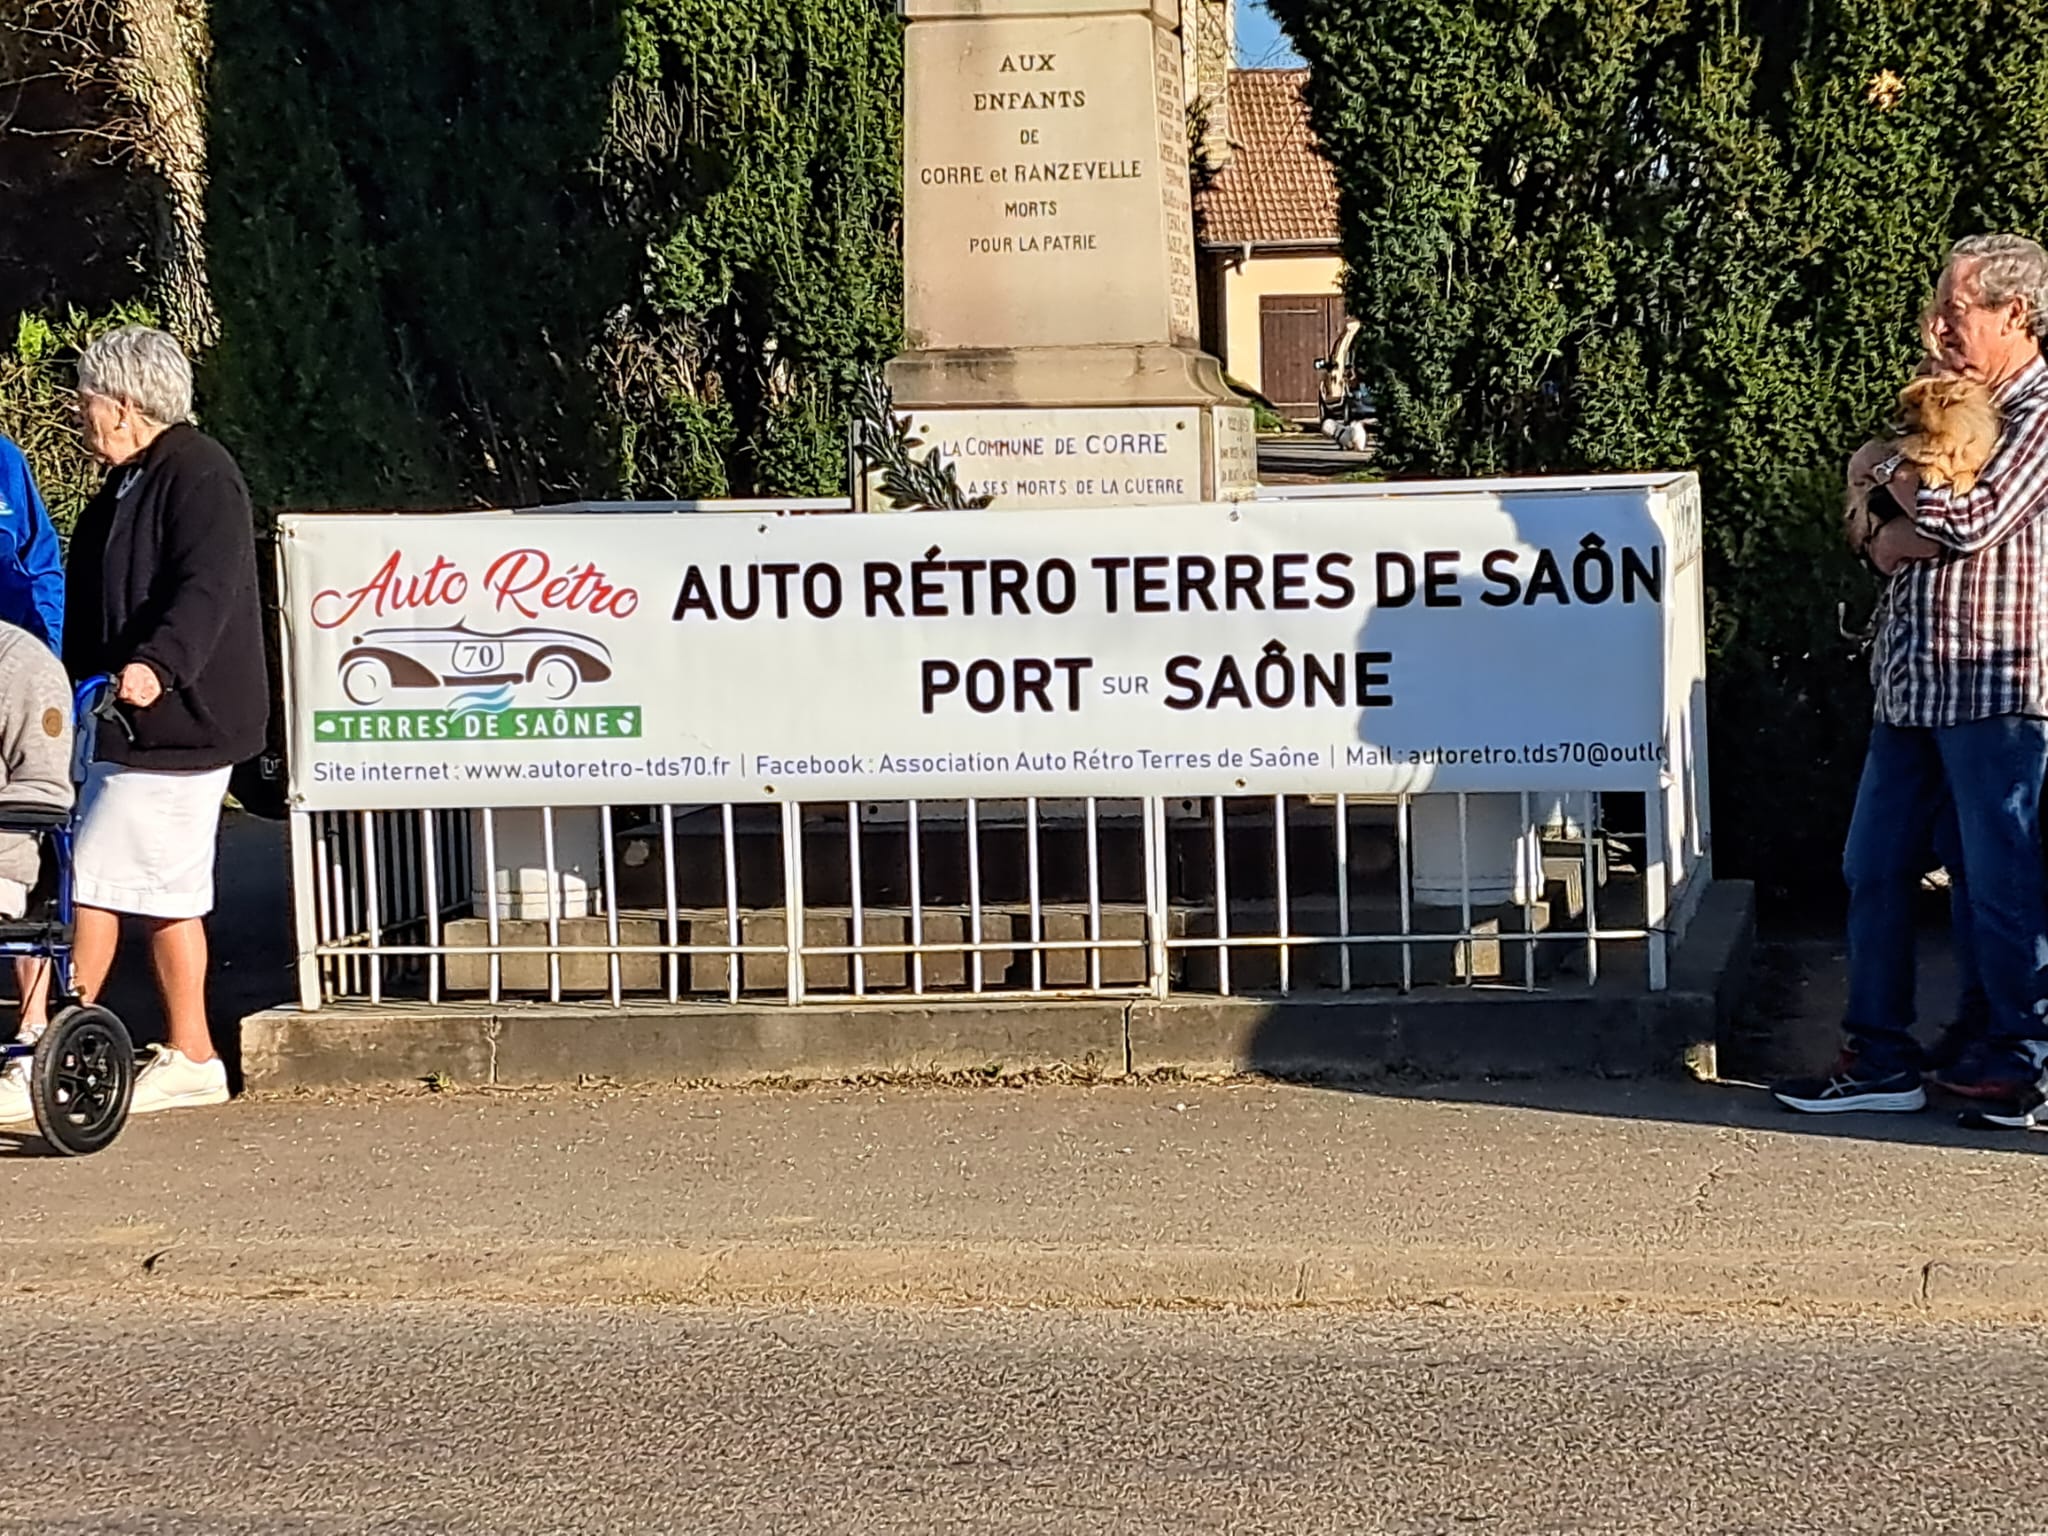 AUX
ENFANTS
DE
CORRE et RANZEVELLE
MORTS
POUR LA PATRIE
LA COMMUNE DE CORRE
A SES MORTS DE LA GUERRE
Auto Rétro
70
TERRES DE SAÔNE
AUTO RÉTRO TERRES DE SAÔN
PORT SUR SAÔNE
Site internet : www.autoretro-tds70.fr | Facebook : Association Auto Rétro Terres de Saône | Mail : autoretro.tds70@outlo